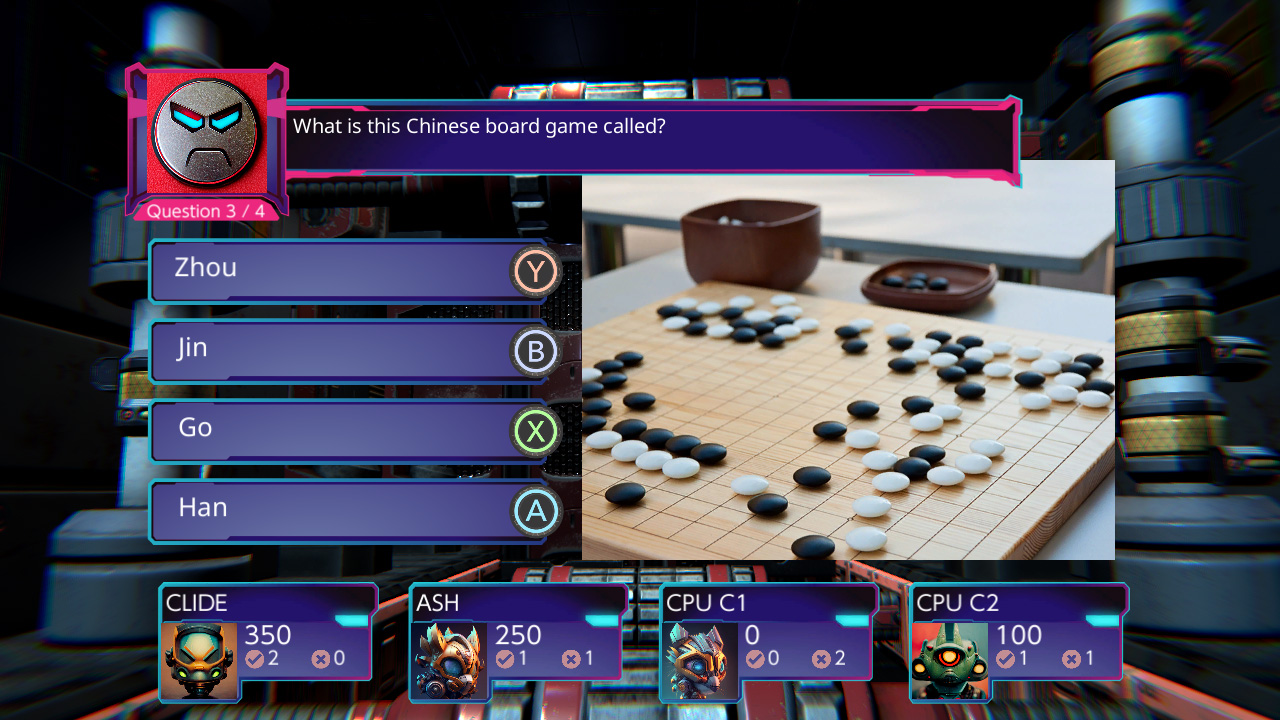 What is this Chinese board game called?
Question 3 / 4
Zhou
Y
Jin
B
Go
X
Han
A
CLIDE
350
2
0
ASH
250
1
1
CPU C1
0
0
2
CPU C2
100
1
1